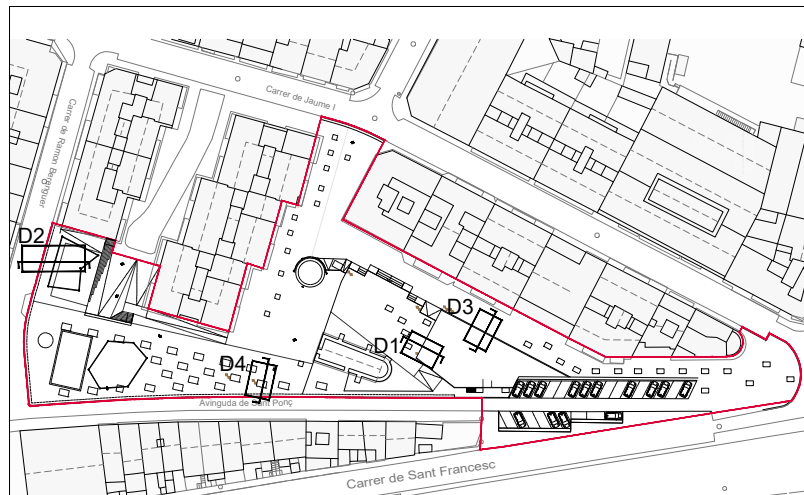 Carrer de Jaume I
Carrer de Ramon Berenguer
D2
D3
D1
D4
Avinguda de Sant Ponç
Carrer de Sant Francesc